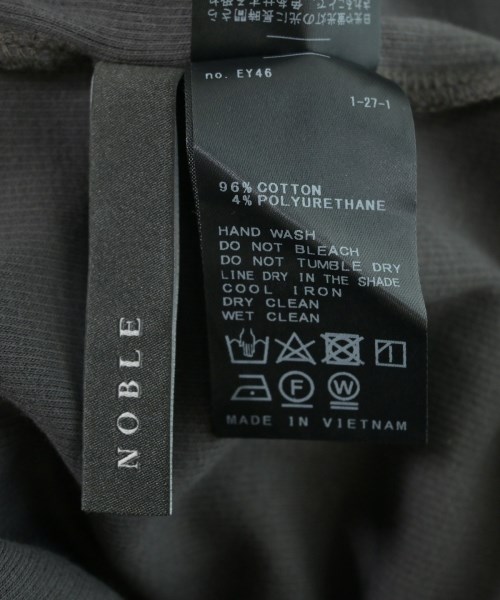 no. EY46
1-27-1
96% COTTON
4% POLYURETHANE
HAND WASH
DO NOT BLEACH
DO NOT TUMBLE DRY
LINE DRY IN THE SHADE
COOL IRON
DRY CLEAN
WET CLEAN
F
W
MADE IN VIETNAM
NOBLE